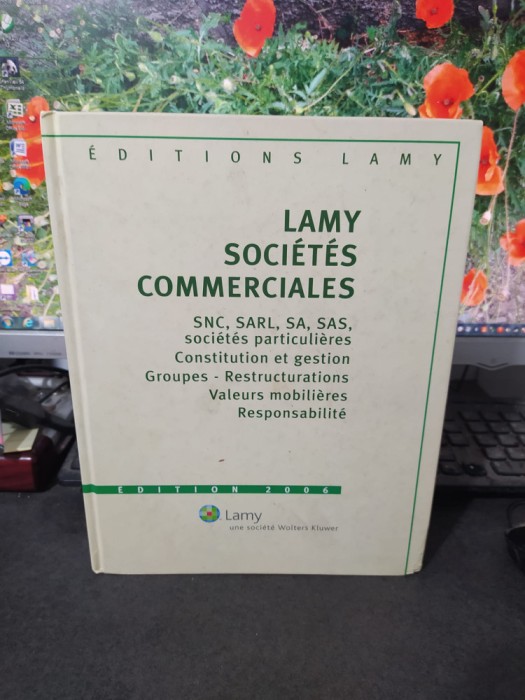 ÉDITIONS LAMY
LAMY
SOCIÉTÉS
COMMERCIALES
SNC, SARL, SA, SAS,
sociétés particulières
Constitution et gestion
Groupes - Restructurations
Valeurs mobilières
Responsabilité
ÉDITION 2006
Lamy
une société Wolters Kluwer